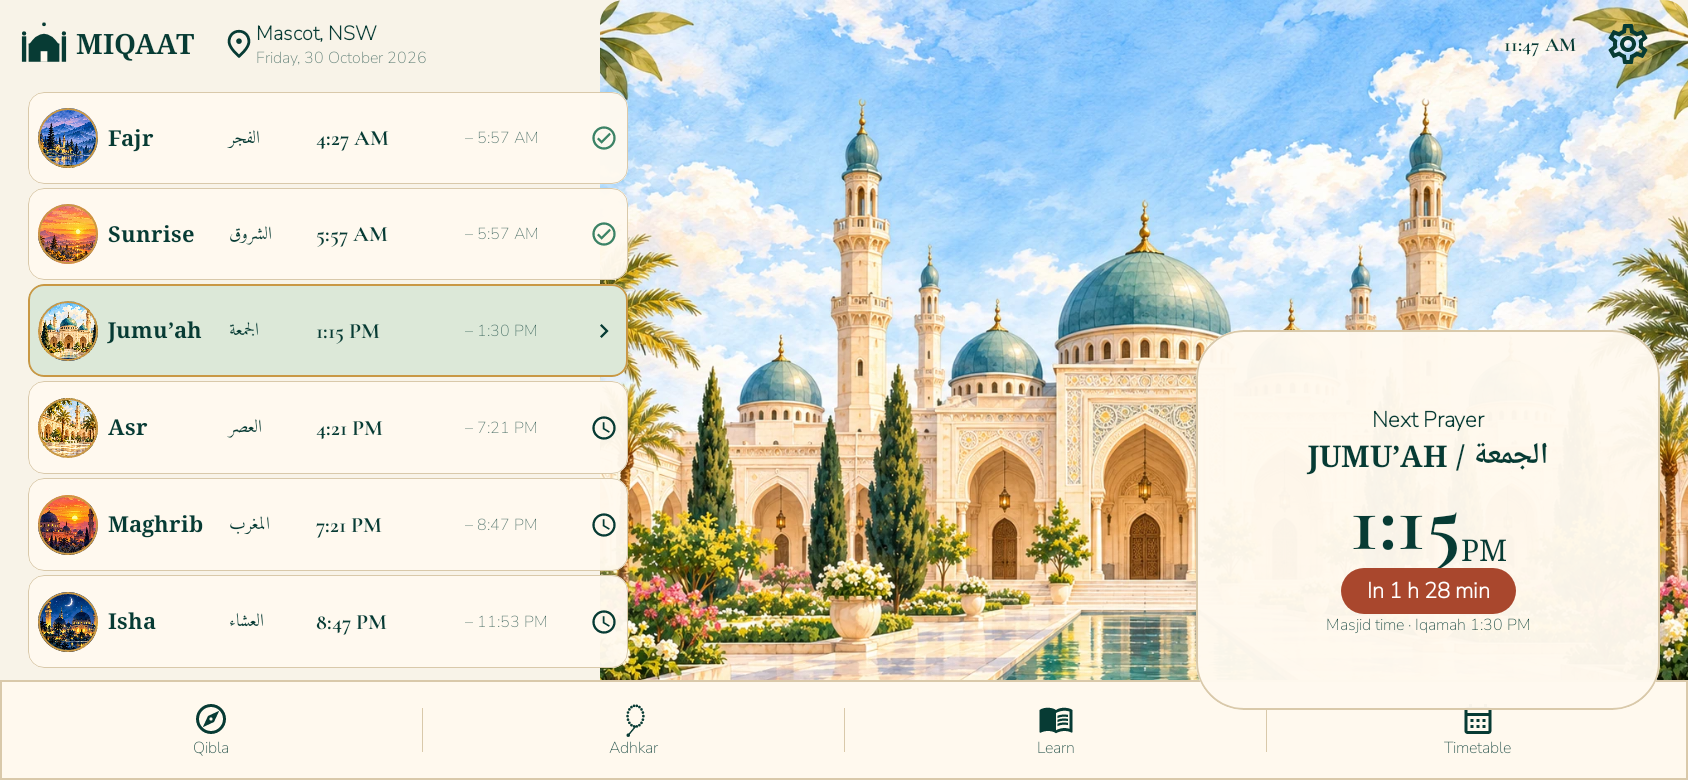 MIQAAT
Mascot, NSW
Friday, 30 October 2026
11:47 AM
Fajr الفجر 4:27 AM – 5:57 AM
Sunrise الشروق 5:57 AM – 5:57 AM
Jumu’ah الجمعة 1:15 PM – 1:30 PM
Asr العصر 4:21 PM – 7:21 PM
Maghrib المغرب 7:21 PM – 8:47 PM
Isha العشاء 8:47 PM – 11:53 PM
Next Prayer
JUMU’AH / الجمعة
1:15 PM
In 1 h 28 min
Masjid time · Iqamah 1:30 PM
Qibla
Adhkar
Learn
Timetable